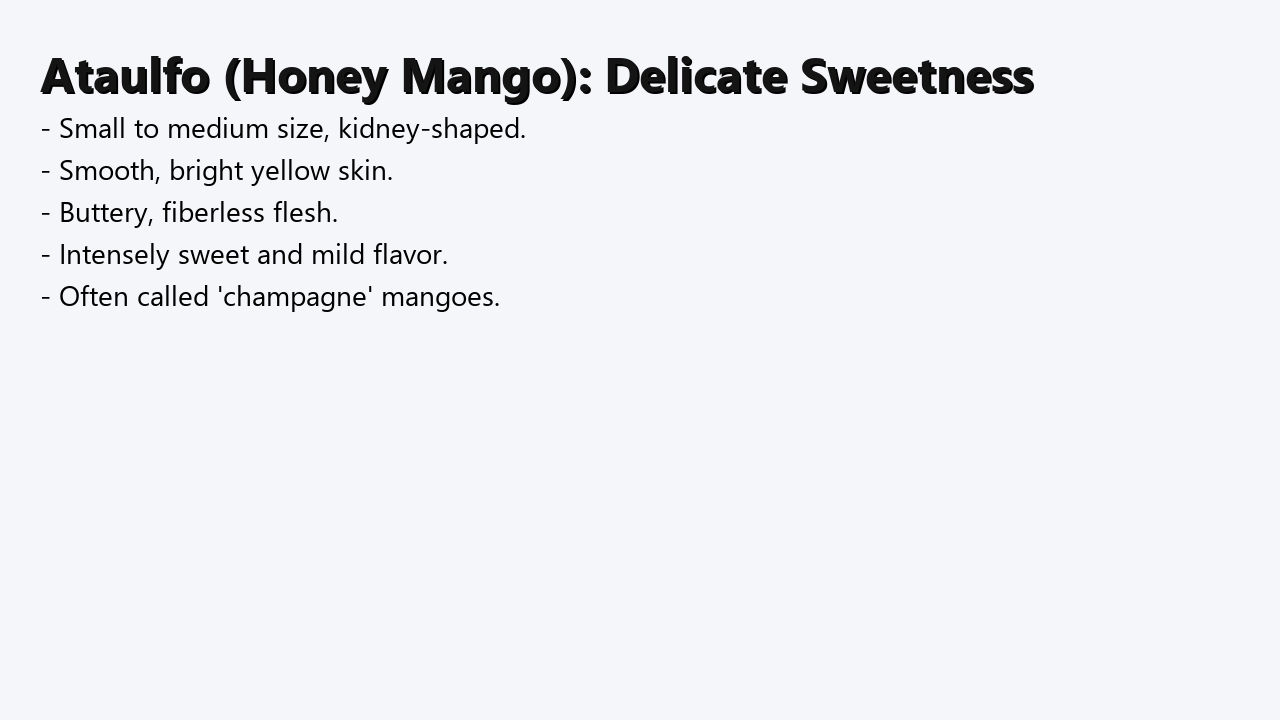 Ataulfo (Honey Mango): Delicate Sweetness
- Small to medium size, kidney-shaped.
- Smooth, bright yellow skin.
- Buttery, fiberless flesh.
- Intensely sweet and mild flavor.
- Often called 'champagne' mangoes.